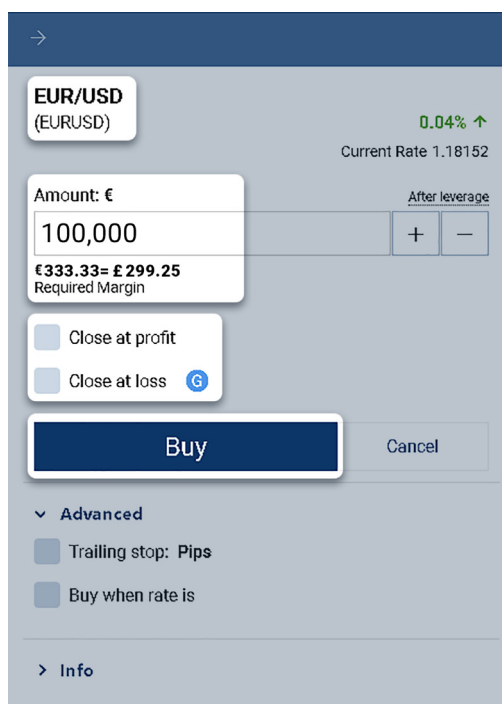 →
EUR/USD
(EURUSD)
0.04% ↑
Current Rate 1.18152
Amount: €
After leverage
100,000
+ −
€333.33= £299.25
Required Margin
Close at profit
Close at loss G
Buy
Cancel
Advanced
Trailing stop: Pips
Buy when rate is
Info